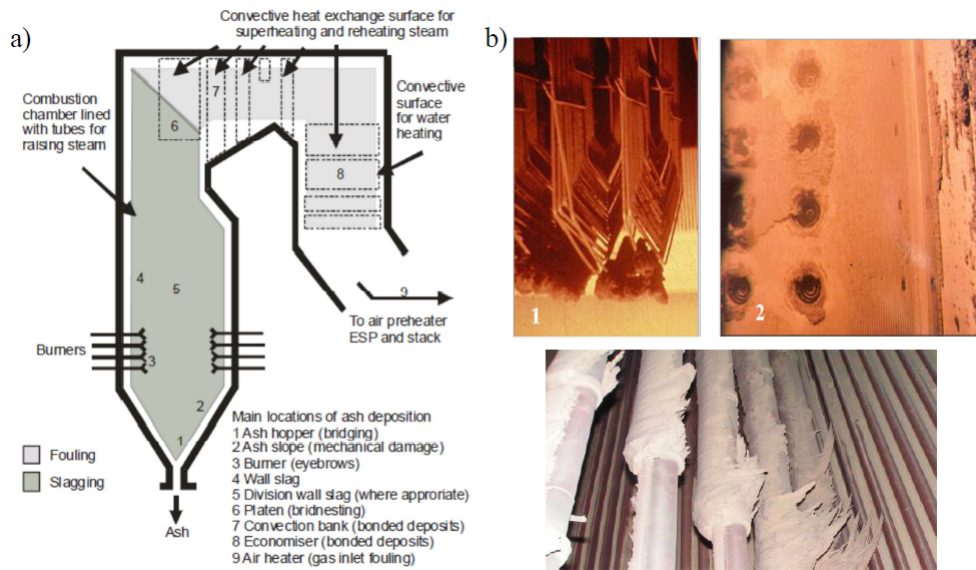 a)
Convective heat exchange surface for
superheating and reheating steam
Combustion
chamber lined
with tubes for
raising steam
7
6
Convective
surface
for water
heating
8
4
5
9
To air preheater
ESP and stack
Burners
3
2
1
Fouling
Slagging
Ash
Main locations of ash deposition
1 Ash hopper (bridging)
2 Ash slope (mechanical damage)
3 Burner (eyebrows)
4 Wall slag
5 Division wall slag (where approriate)
6 Platen (bridnesting)
7 Convection bank (bonded deposits)
8 Economiser (bonded deposits)
9 Air heater (gas inlet fouling)
b)
1
2